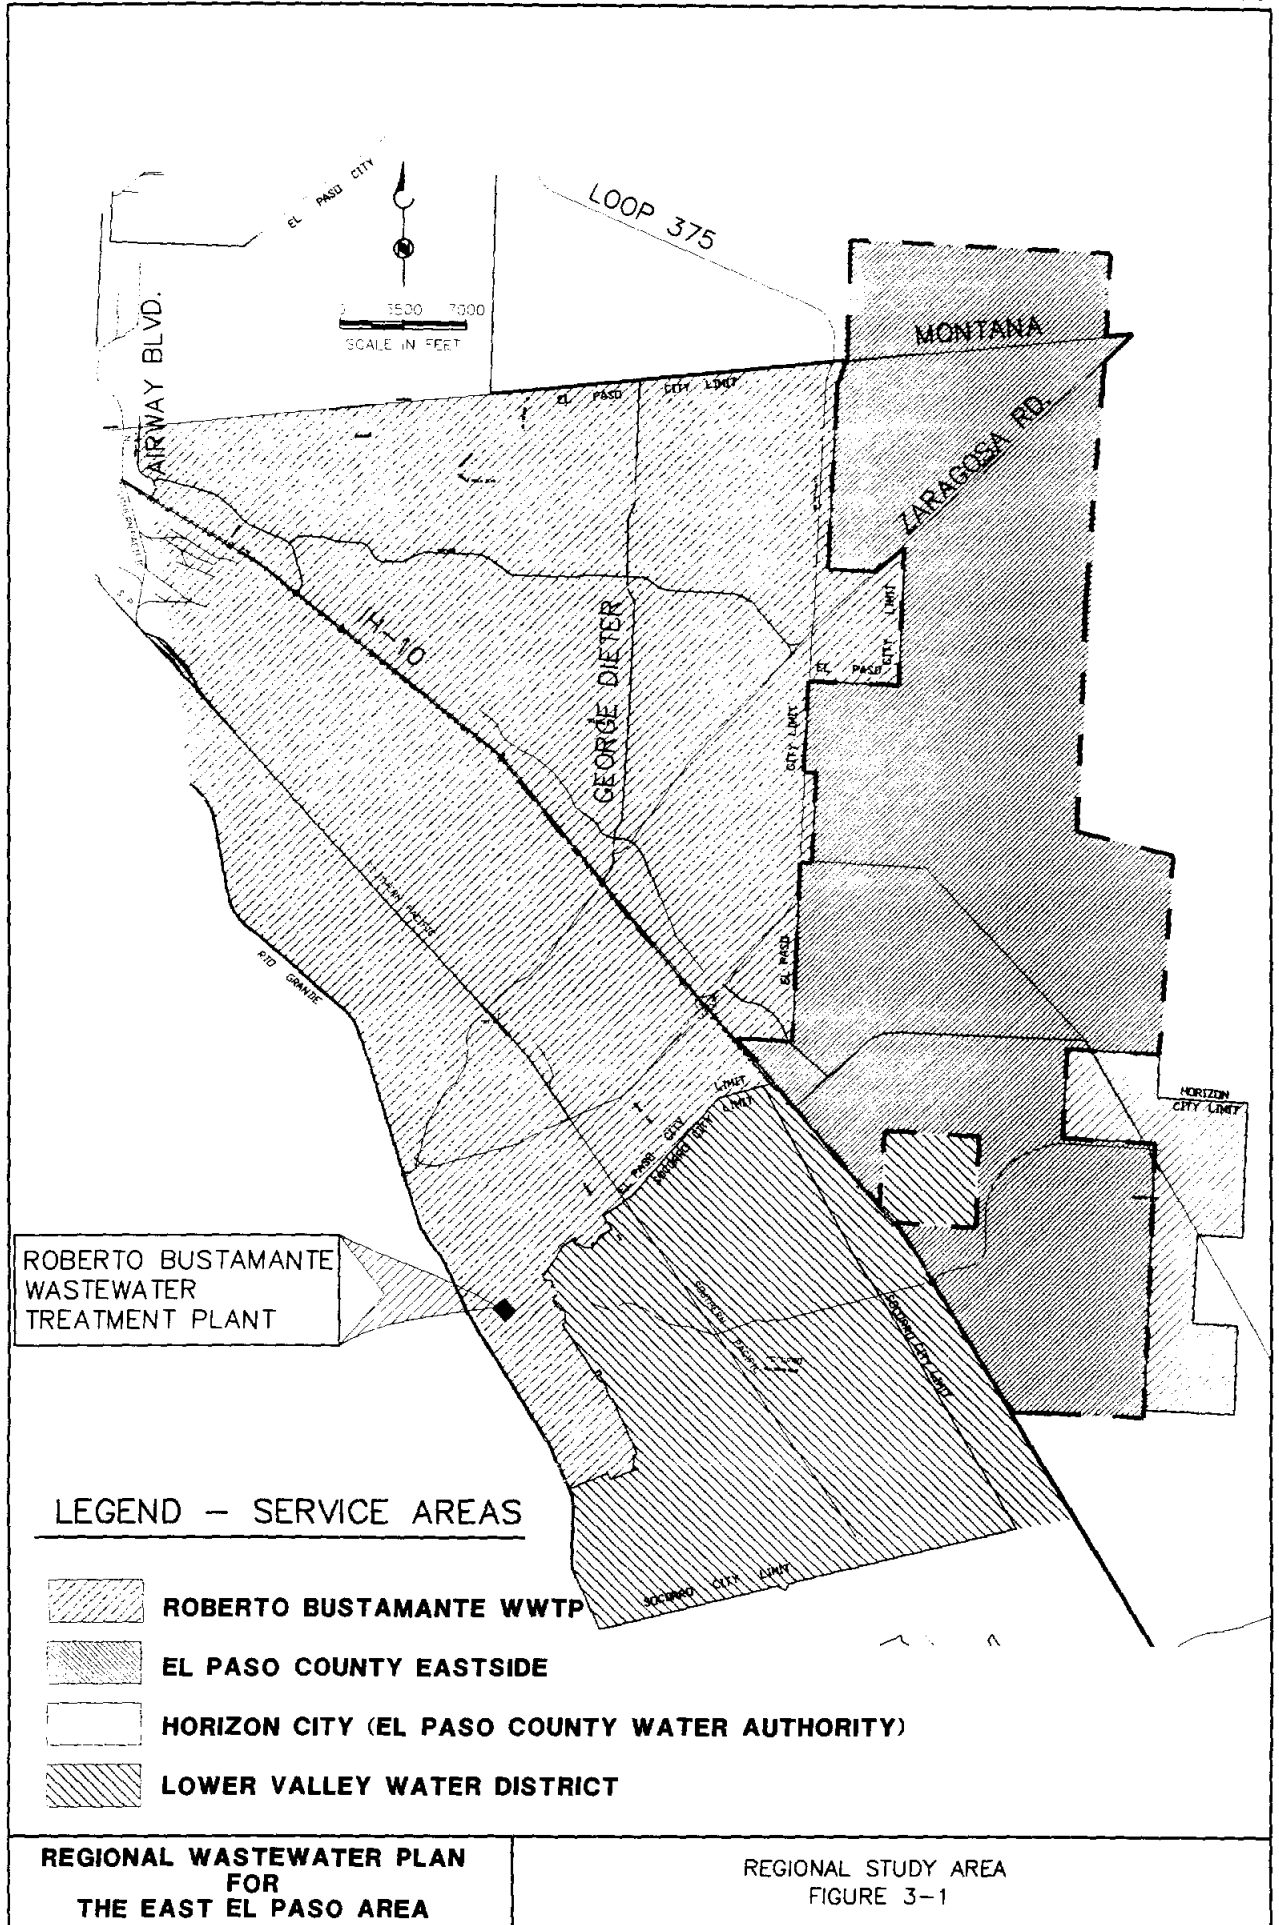 EL PASO CITY
LOOP 375
3500 7000
SCALE IN FEET
AIRWAY BLVD.
MONTANA
EL PASO CITY LIMIT
ZARAGOSA RD.
IH-10
GEORGE DIETER
CITY LIMIT
EL PASO
CITY LIMIT
EL PASO
RIO GRANDE
LIMIT
LIMIT
EL PASO CITY
SOCORRO CITY
HORIZON
CITY LIMIT
ROBERTO BUSTAMANTE
WASTEWATER
TREATMENT PLANT
SOUTHERN PACIFIC
SOCORRO CITY LIMIT
SOCORRO CITY LIMIT
LEGEND - SERVICE AREAS
ROBERTO BUSTAMANTE WWTP
EL PASO COUNTY EASTSIDE
HORIZON CITY (EL PASO COUNTY WATER AUTHORITY)
LOWER VALLEY WATER DISTRICT
REGIONAL WASTEWATER PLAN
FOR
THE EAST EL PASO AREA
REGIONAL STUDY AREA
FIGURE 3-1